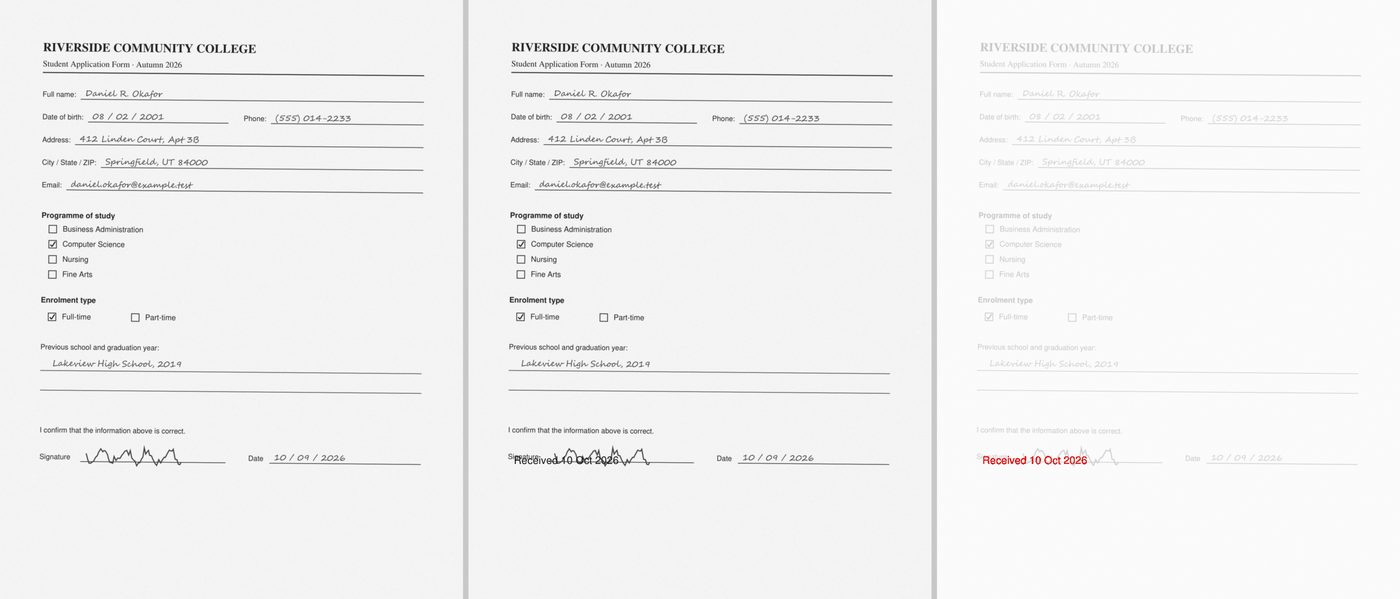 RIVERSIDE COMMUNITY COLLEGE
Student Application Form · Autumn 2026
Full name: Daniel R. Okafor
Date of birth: 08 / 02 / 2001 Phone: (555) 014-2233
Address: 412 Linden Court, Apt 3B
City / State / ZIP: Springfield, UT 84000
Email: daniel.okafor@example.test
Programme of study
Business Administration
Computer Science
Nursing
Fine Arts
Enrolment type
Full-time Part-time
Previous school and graduation year:
Lakeview High School, 2019
I confirm that the information above is correct.
Signature Date 10 / 09 / 2026
RIVERSIDE COMMUNITY COLLEGE
Student Application Form · Autumn 2026
Full name: Daniel R. Okafor
Date of birth: 08 / 02 / 2001 Phone: (555) 014-2233
Address: 412 Linden Court, Apt 3B
City / State / ZIP: Springfield, UT 84000
Email: daniel.okafor@example.test
Programme of study
Business Administration
Computer Science
Nursing
Fine Arts
Enrolment type
Full-time Part-time
Previous school and graduation year:
Lakeview High School, 2019
I confirm that the information above is correct.
Signature Date 10 / 09 / 2026
Received 10 Oct 2026
RIVERSIDE COMMUNITY COLLEGE
Student Application Form · Autumn 2026
Full name: Daniel R. Okafor
Date of birth: 08 / 02 / 2001 Phone: (555) 014-2233
Address: 412 Linden Court, Apt 3B
City / State / ZIP: Springfield, UT 84000
Email: daniel.okafor@example.test
Programme of study
Business Administration
Computer Science
Nursing
Fine Arts
Enrolment type
Full-time Part-time
Previous school and graduation year:
Lakeview High School, 2019
I confirm that the information above is correct.
Signature Date 10 / 09 / 2026
Received 10 Oct 2026